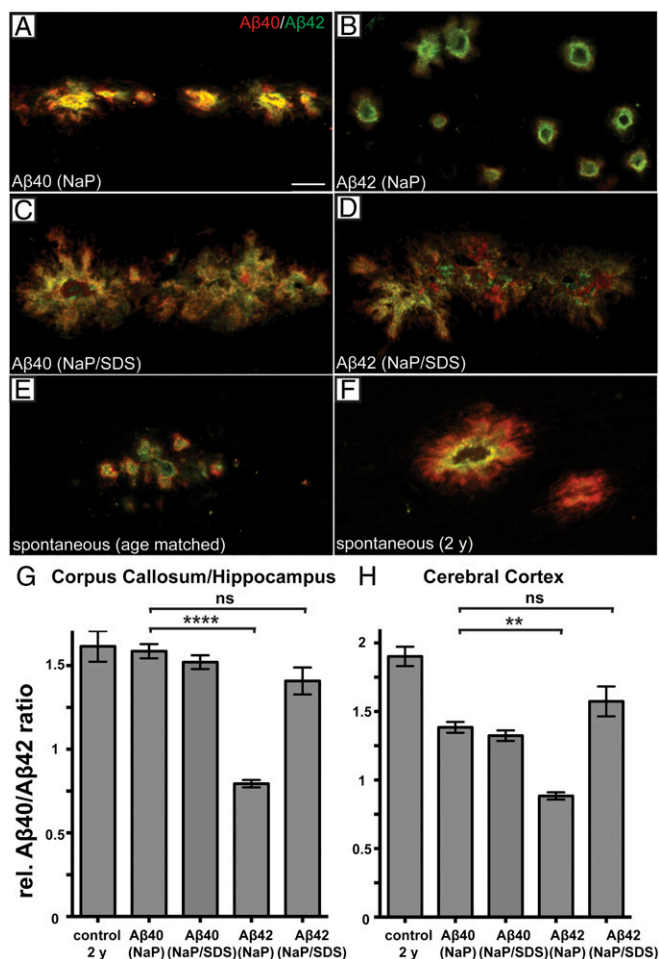 A
Aβ40/Aβ42
Aβ40 (NaP)
B
Aβ42 (NaP)
C
Aβ40 (NaP/SDS)
D
Aβ42 (NaP/SDS)
E
spontaneous (age matched)
F
spontaneous (2 y)
G Corpus Callosum/Hippocampus
ns
****
rel. Aβ40/Aβ42 ratio
1.5
1
0.5
0
control 2 y
Aβ40 (NaP)
Aβ40 (NaP/SDS)
Aβ42 (NaP)
Aβ42 (NaP/SDS)
H Cerebral Cortex
ns
**
2
1.5
1
0.5
0
control 2 y
Aβ40 (NaP)
Aβ40 (NaP/SDS)
Aβ42 (NaP)
Aβ42 (NaP/SDS)